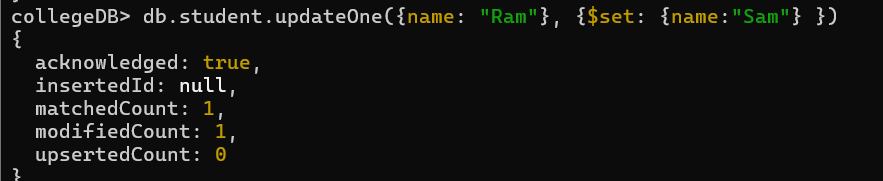 collegeDB> db.student.updateOne({name: "Ram"}, {$set: {name:"Sam"} })
{
  acknowledged: true,
  insertedId: null,
  matchedCount: 1,
  modifiedCount: 1,
  upsertedCount: 0
}